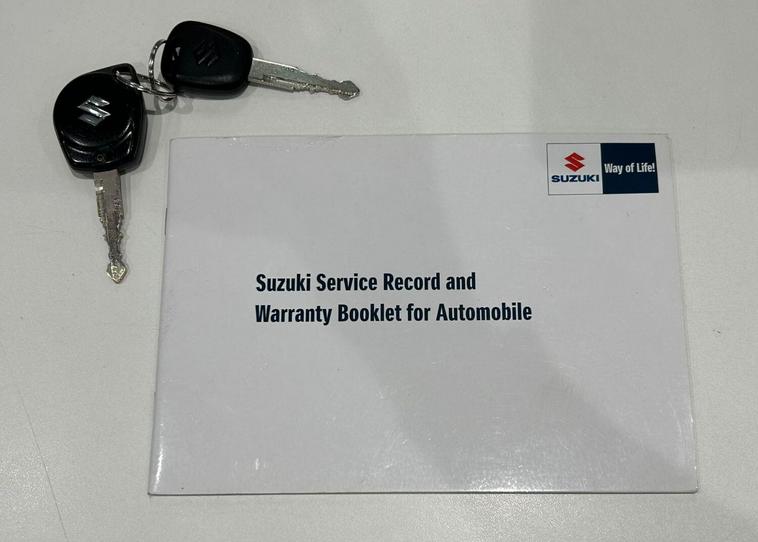 SUZUKI
Way of Life!
Suzuki Service Record and
Warranty Booklet for Automobile